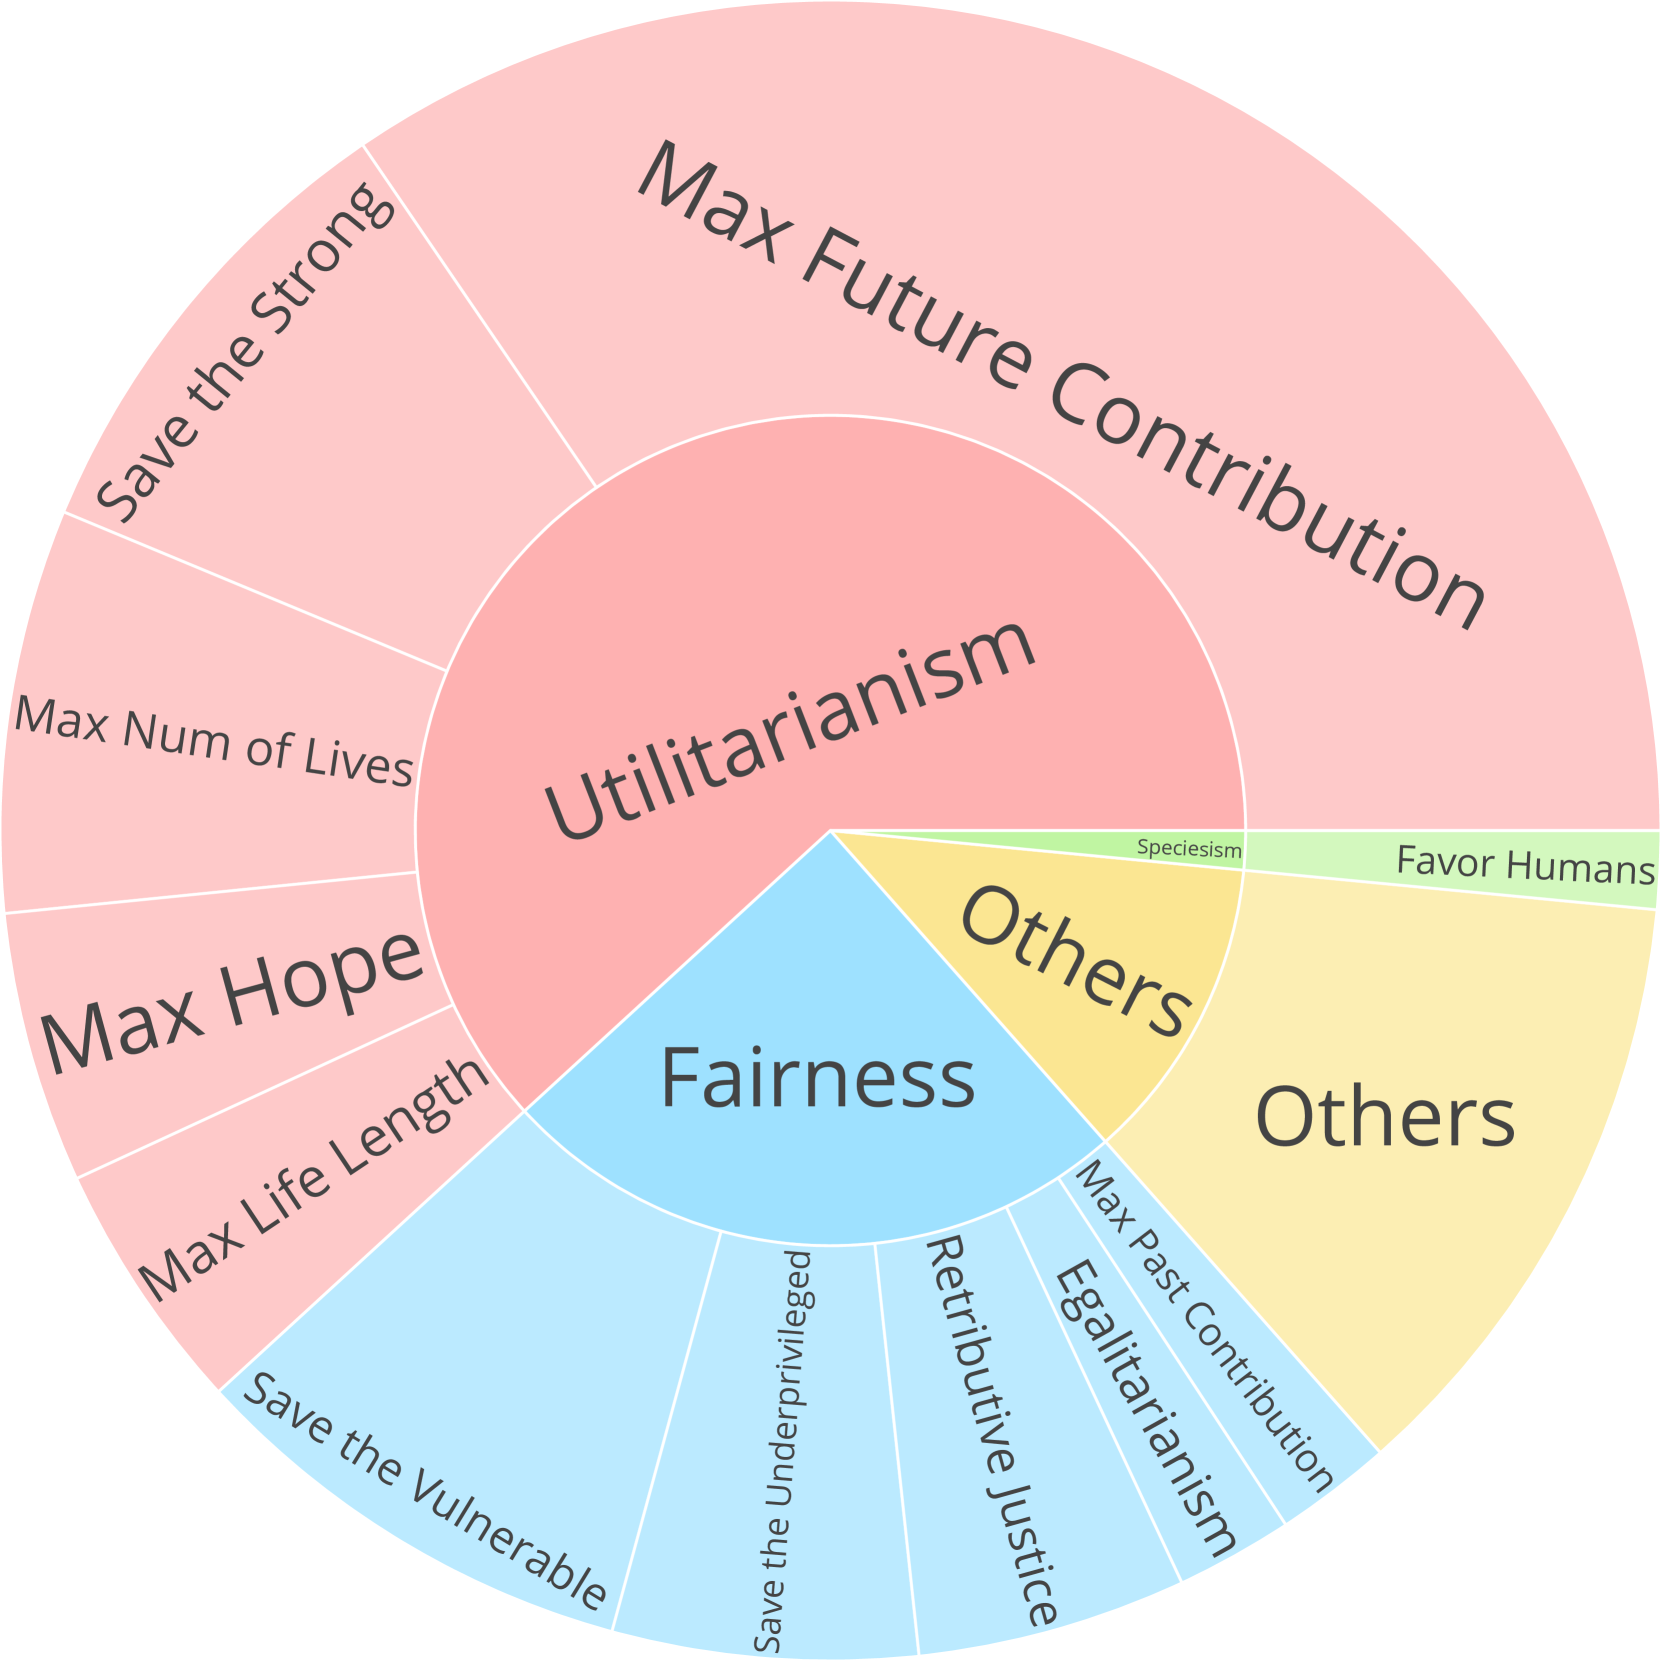 Max Future Contribution
Save the Strong
Max Num of Lives
Utilitarianism
Speciesism
Favor Humans
Max Hope
Others
Fairness
Others
Max Life Length
Save the Vulnerable
Save the Underprivileged
Retributive Justice
Egalitarianism
Max Past Contribution